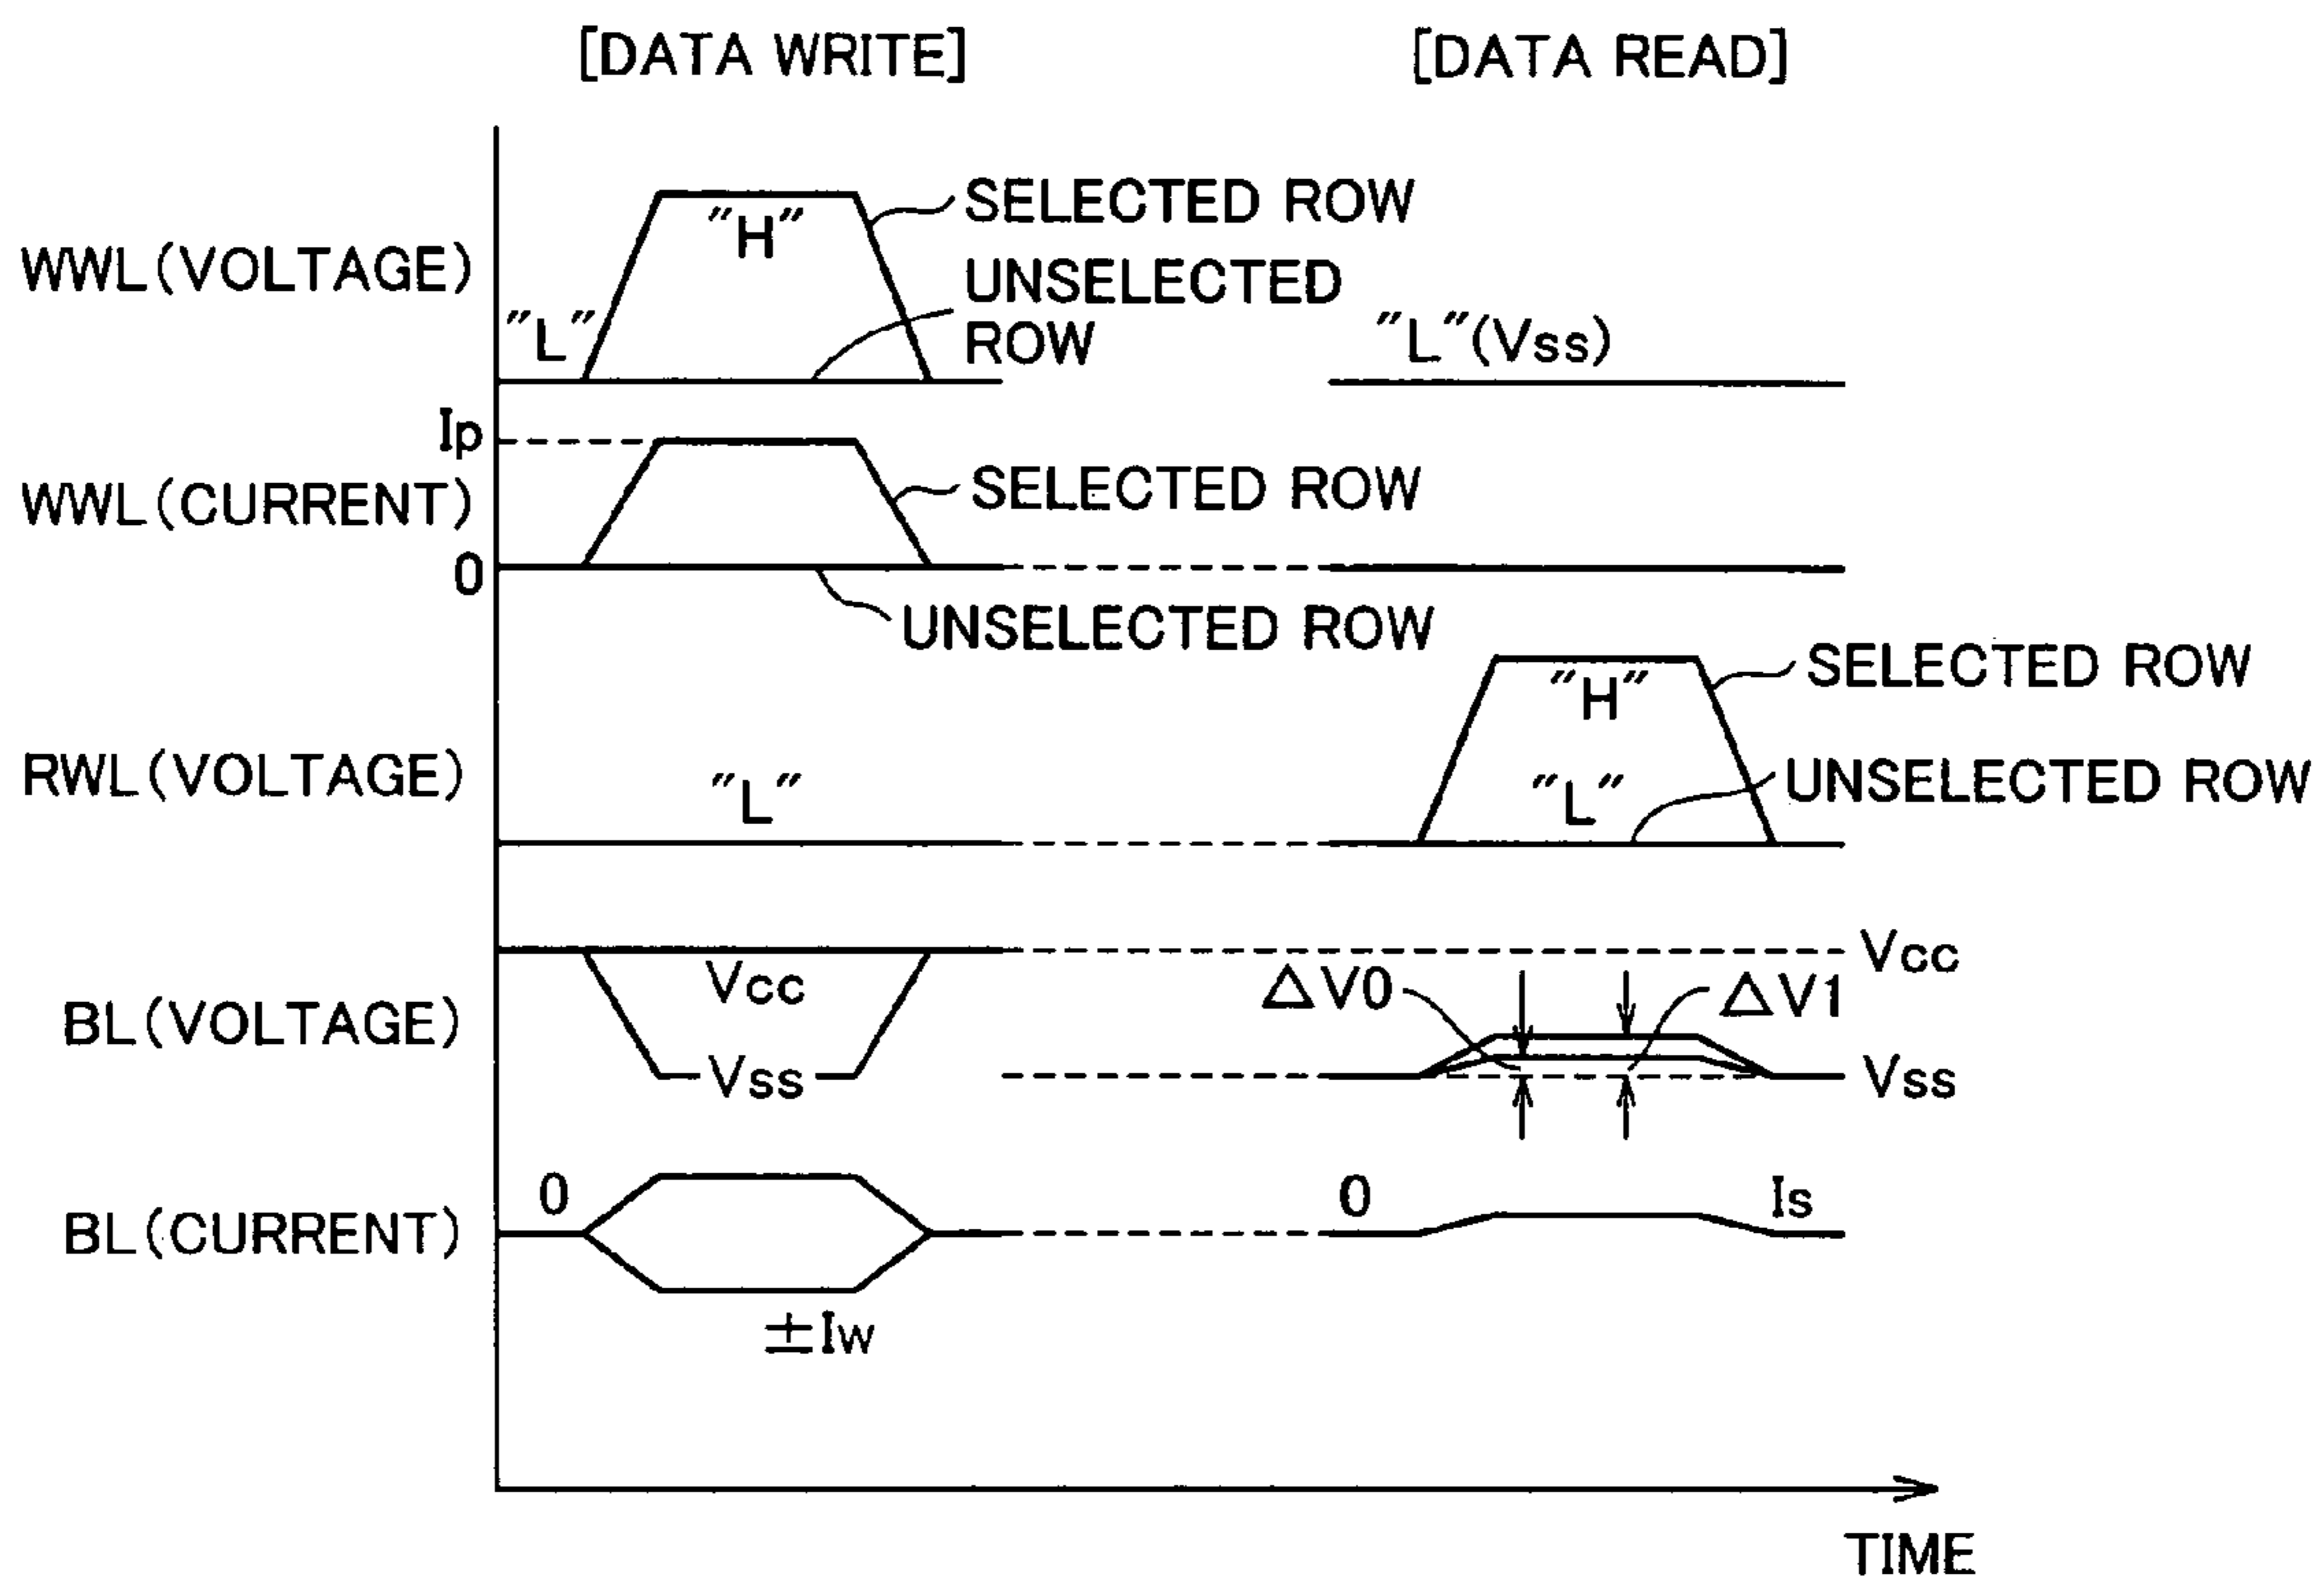 [DATA WRITE]
[DATA READ]
WWL(VOLTAGE)
"L"
"H"
SELECTED ROW
UNSELECTED
ROW
"L"(Vss)
Ip
WWL(CURRENT)
SELECTED ROW
0
UNSELECTED ROW
RWL(VOLTAGE)
"L"
"H"
SELECTED ROW
"L"
UNSELECTED ROW
BL(VOLTAGE)
Vcc
Vss
△V0
△V1
Vcc
Vss
BL(CURRENT)
0
±Iw
0
Is
TIME